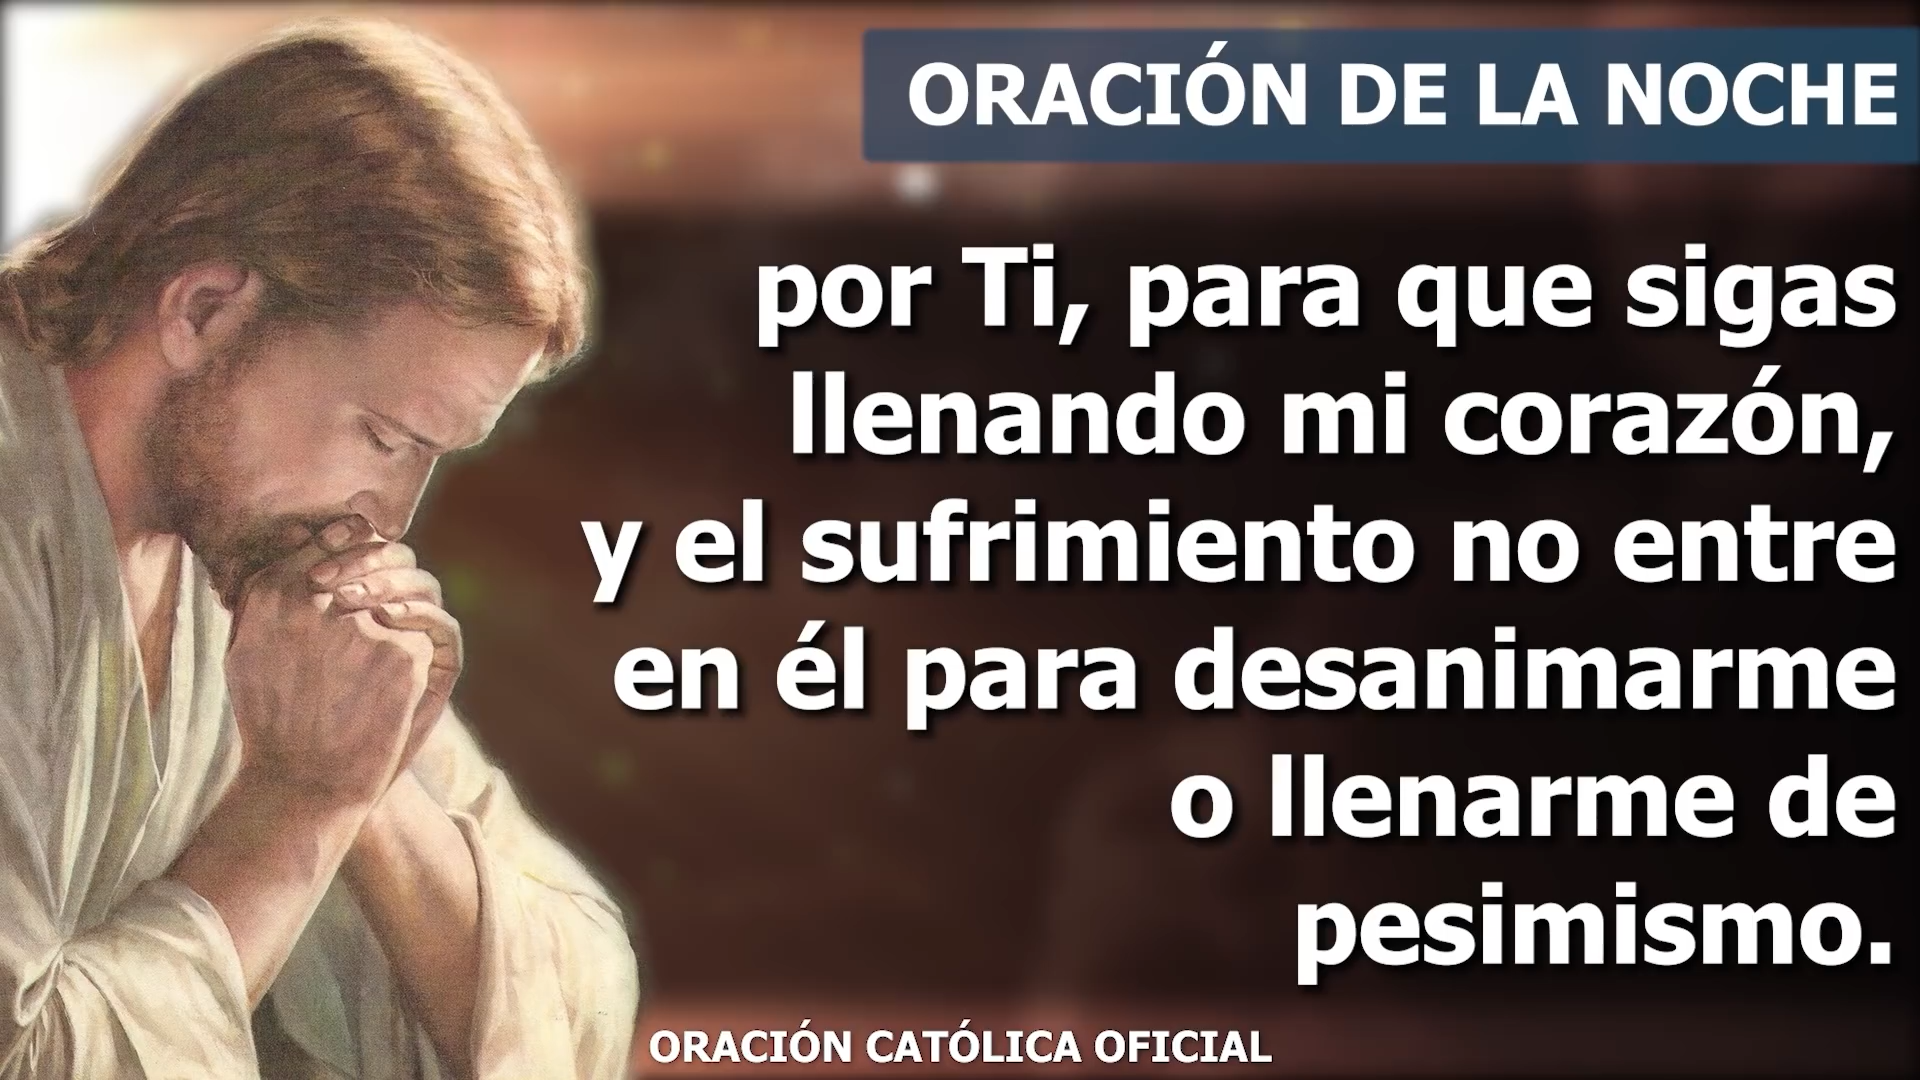 ORACIÓN DE LA NOCHE
por Ti, para que sigas
llenando mi corazón,
y el sufrimiento no entre
en él para desanimarme
o llenarme de
pesimismo.
ORACIÓN CATÓLICA OFICIAL